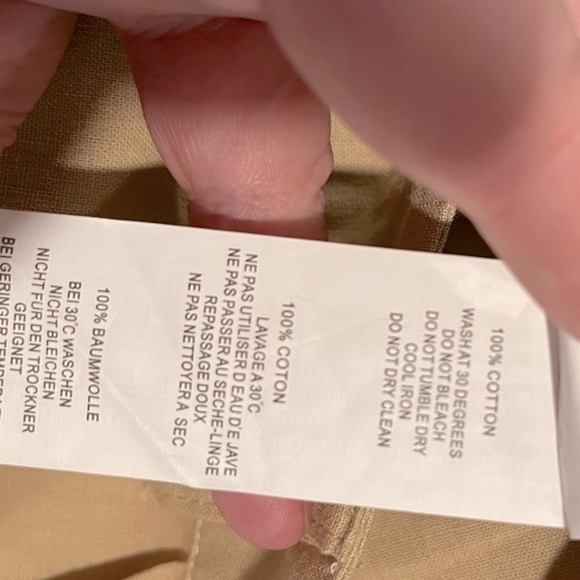 100% COTTON
WASH AT 30 DEGREES
DO NOT BLEACH
DO NOT TUMBLE DRY
COOL IRON
DO NOT DRY CLEAN
100% COTON
LAVAGE A 30°C
NE PAS UTILISER D EAU D'E JAVE
NE PAS PASSER AU SECHE-LINGE
REPASSAGE DOUX
NE PAS NETTOYER A SEC
100% BAUMWOLLE
BEI 30°C WASCHEN
NICHT BLEICHEN
NICHT FÜR DEN TROCKNER
GEEIGNET
BEI GERINGER